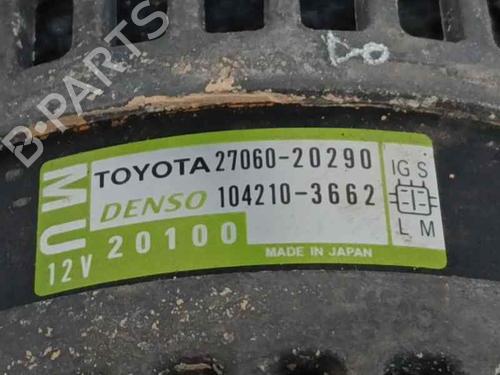 B-PARTS
MU
TOYOTA 27060-20290
DENSO 104210-3662
12V 20100
MADE IN JAPAN
IG S
L M